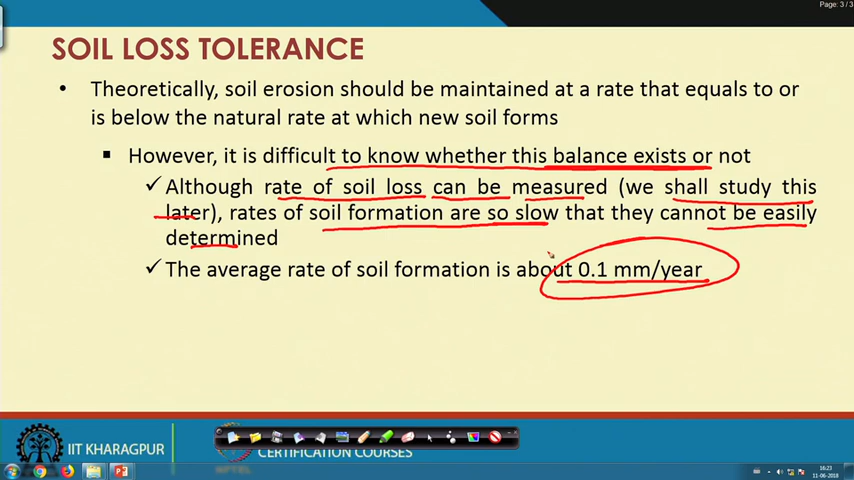 Page: 3 / 3
SOIL LOSS TOLERANCE
• Theoretically, soil erosion should be maintained at a rate that equals to or
is below the natural rate at which new soil forms
▪ However, it is difficult to know whether this balance exists or not
✓ Although rate of soil loss can be measured (we shall study this
later), rates of soil formation are so slow that they cannot be easily
determined
✓ The average rate of soil formation is about 0.1 mm/year
IIT KHARAGPUR
CERTIFICATION COURSES
16:23
11-06-2018